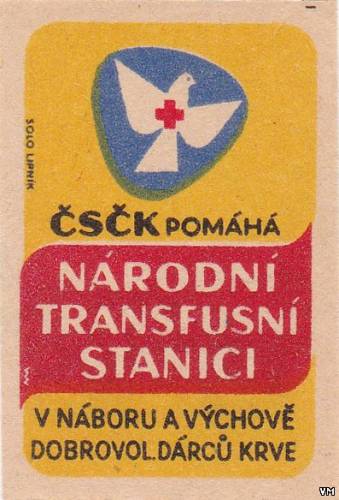 SOLO LIPNÍK
ČSČK POMÁHÁ
NÁRODNÍ
TRANSFUSNÍ
STANICI
V NÁBORU A VÝCHOVĚ
DOBROVOL. DÁRCŮ KRVE
VM